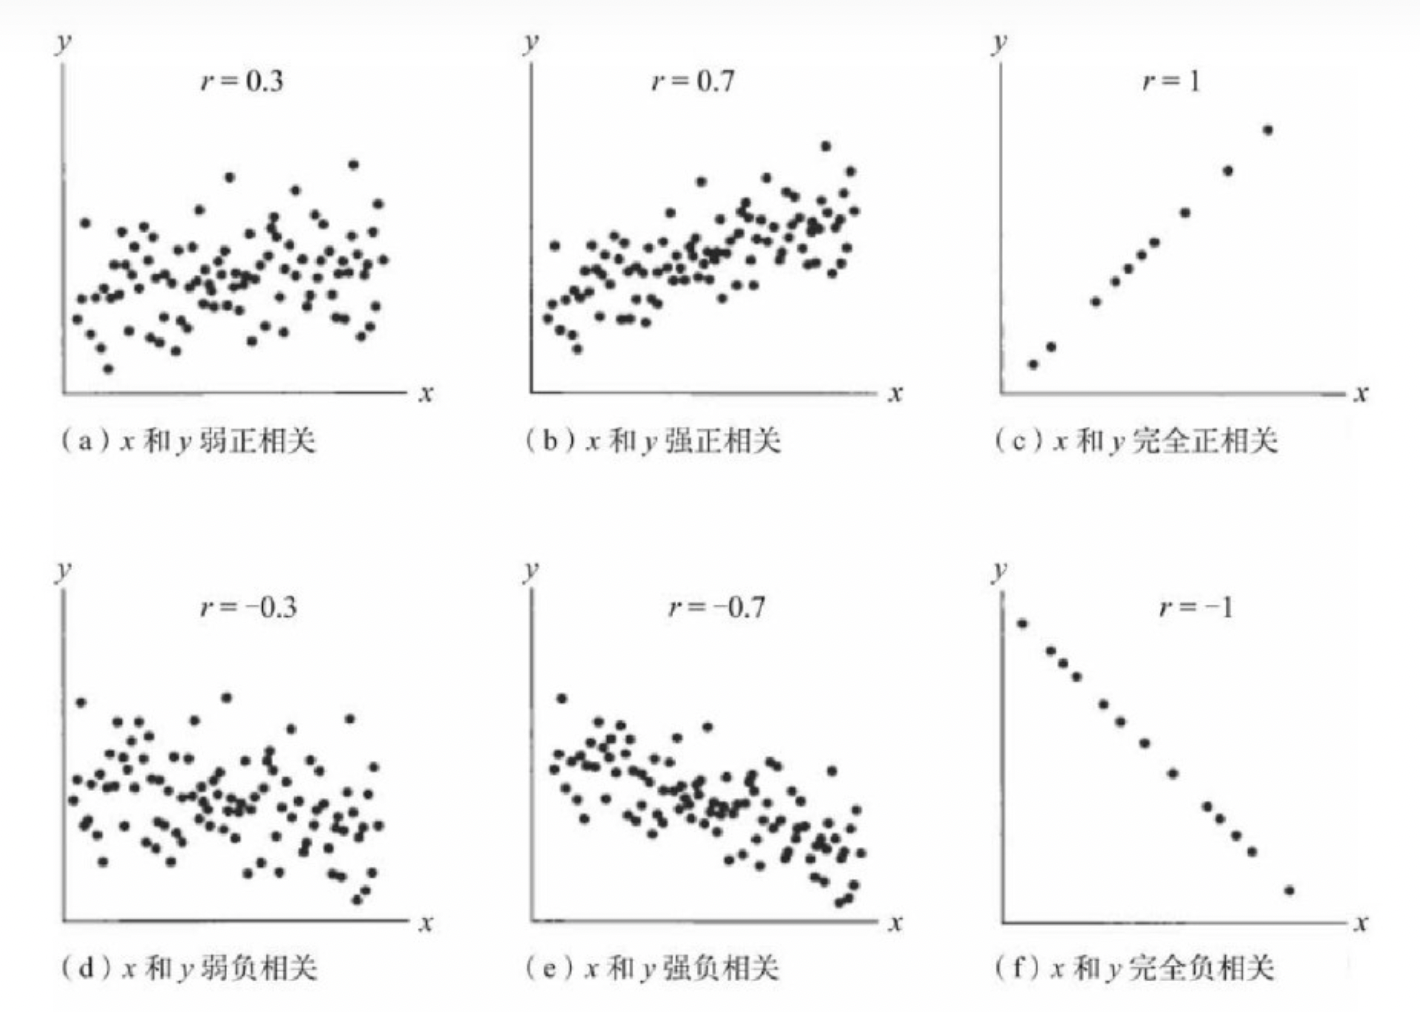 y
y
y
r = 0.3
r = 0.7
r = 1
x
x
x
(a) x 和 y 弱正相关
(b) x 和 y 强正相关
(c) x 和 y 完全正相关
y
y
y
r = −0.3
r = −0.7
r = −1
x
x
x
(d) x 和 y 弱负相关
(e) x 和 y 强负相关
(f) x 和 y 完全负相关